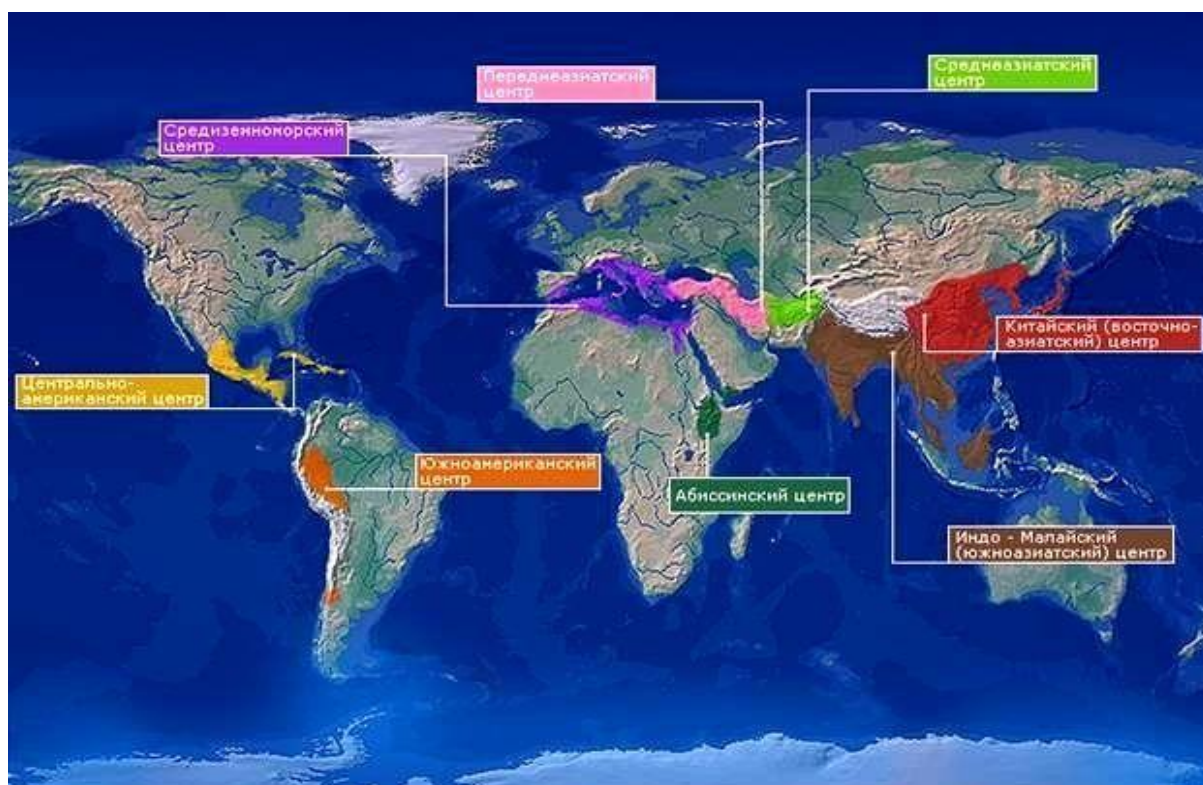 Переднеазиатский
центр
Среднеазиатский
центр
Средизенноморский
центр
Китайский (восточно-
азиатский) центр
Центрально-
американский центр
Южноамериканский
центр
Абиссинский центр
Индо - Малайский
(южноазиатский) центр